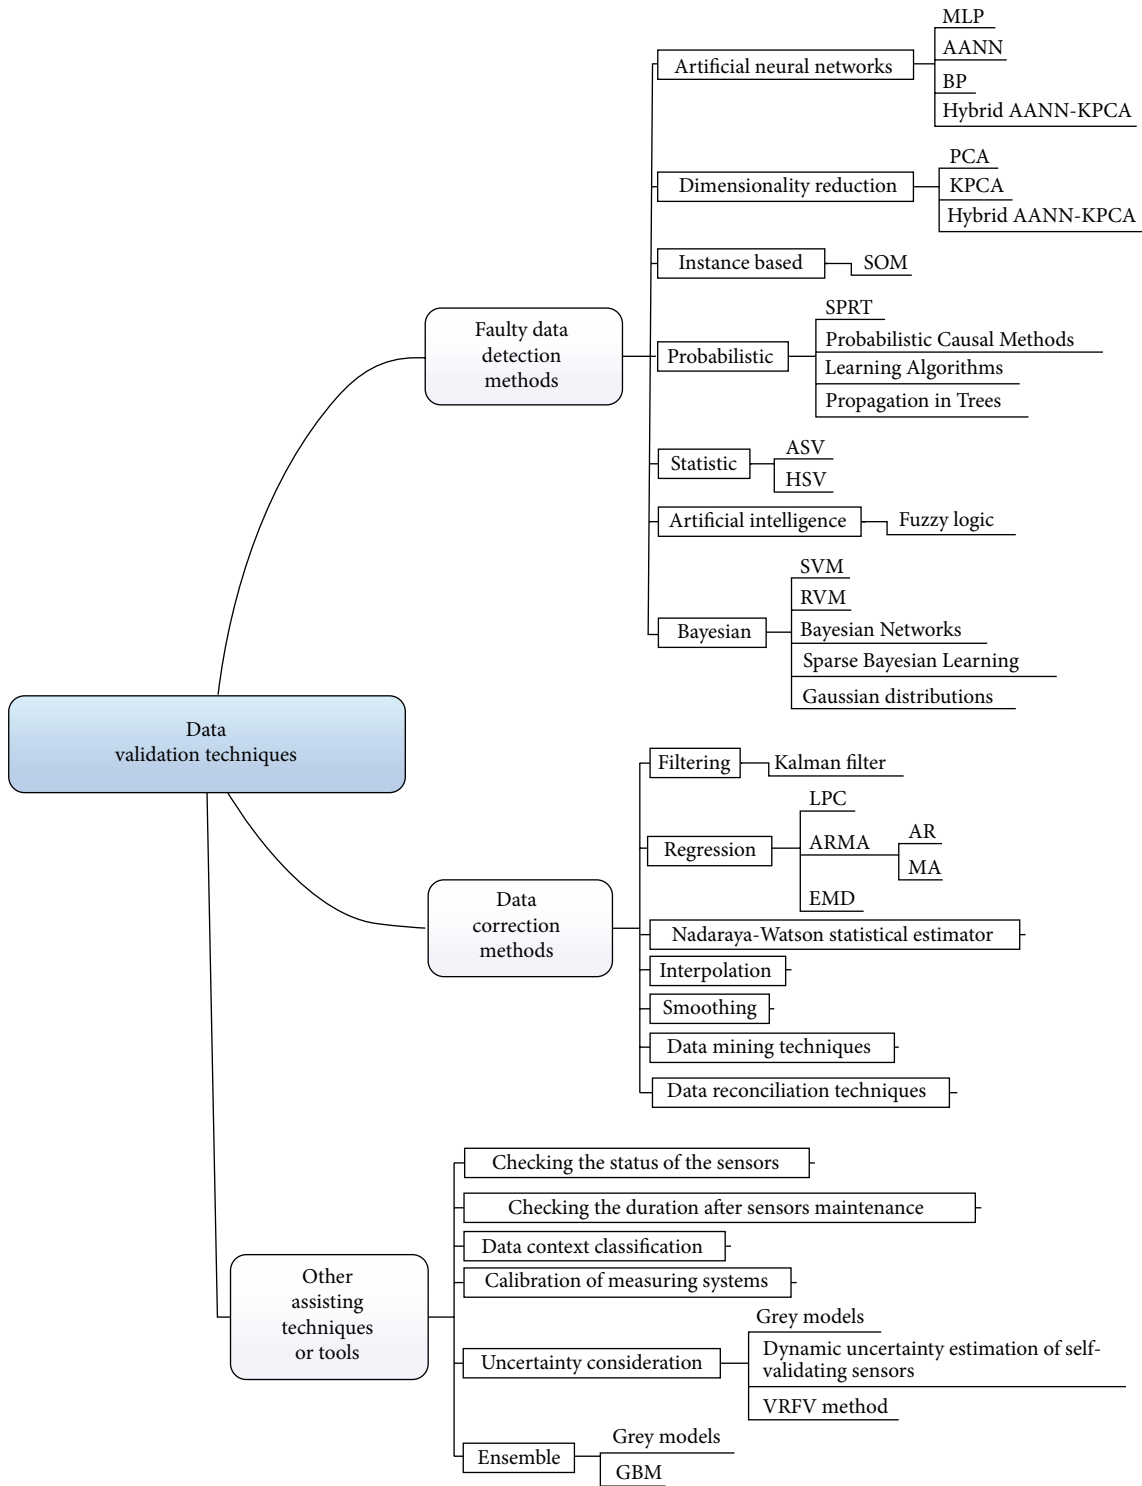 MLP
AANN
Artificial neural networks
BP
Hybrid AANN-KPCA
PCA
Dimensionality reduction
KPCA
Hybrid AANN-KPCA
Instance based
SOM
Faulty data
detection
methods
SPRT
Probabilistic
Probabilistic Causal Methods
Learning Algorithms
Propagation in Trees
Statistic
ASV
HSV
Artificial intelligence
Fuzzy logic
SVM
RVM
Bayesian
Bayesian Networks
Sparse Bayesian Learning
Gaussian distributions
Data
validation techniques
Filtering
Kalman filter
LPC
Regression
ARMA
AR
MA
EMD
Data
correction
methods
Nadaraya-Watson statistical estimator
Interpolation
Smoothing
Data mining techniques
Data reconciliation techniques
Checking the status of the sensors
Checking the duration after sensors maintenance
Data context classification
Calibration of measuring systems
Other
assisting
techniques
or tools
Grey models
Uncertainty consideration
Dynamic uncertainty estimation of self-
validating sensors
VRFV method
Ensemble
Grey models
GBM